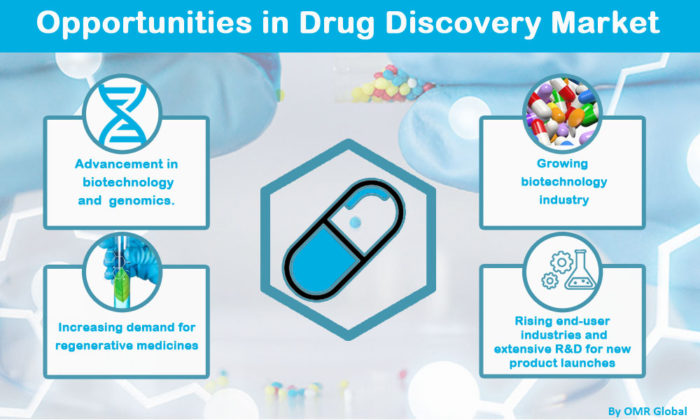 Opportunities in Drug Discovery Market
Advancement in
biotechnology
and genomics.
Growing
biotechnology
industry
Increasing demand for
regenerative medicines
Rising end-user
industries and
extensive R&D for new
product launches
By OMR Global